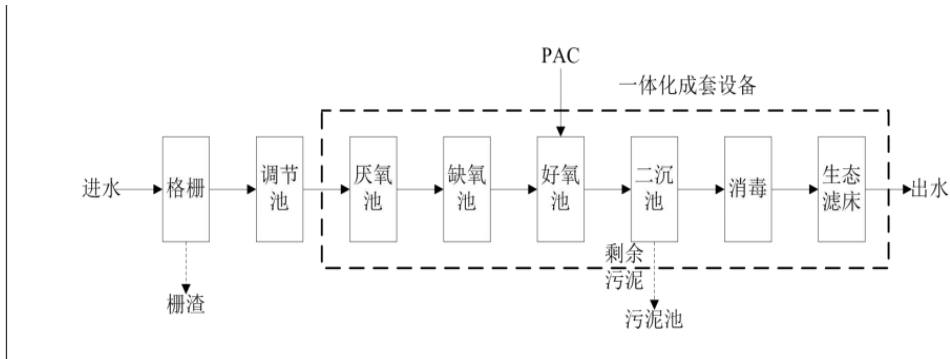 PAC
一体化成套设备
进水
格栅
调节
池
厌氧
池
缺氧
池
好氧
池
二沉
池
消毒
生态
滤床
出水
剩余
污泥
栅渣
污泥池